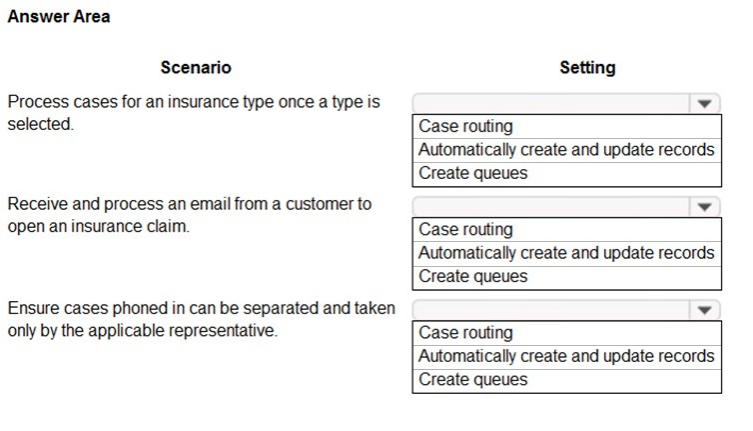 Answer Area
Scenario
Setting
Process cases for an insurance type once a type is
selected.
Case routing
Automatically create and update records
Create queues
Receive and process an email from a customer to
open an insurance claim.
Case routing
Automatically create and update records
Create queues
Ensure cases phoned in can be separated and taken
only by the applicable representative.
Case routing
Automatically create and update records
Create queues